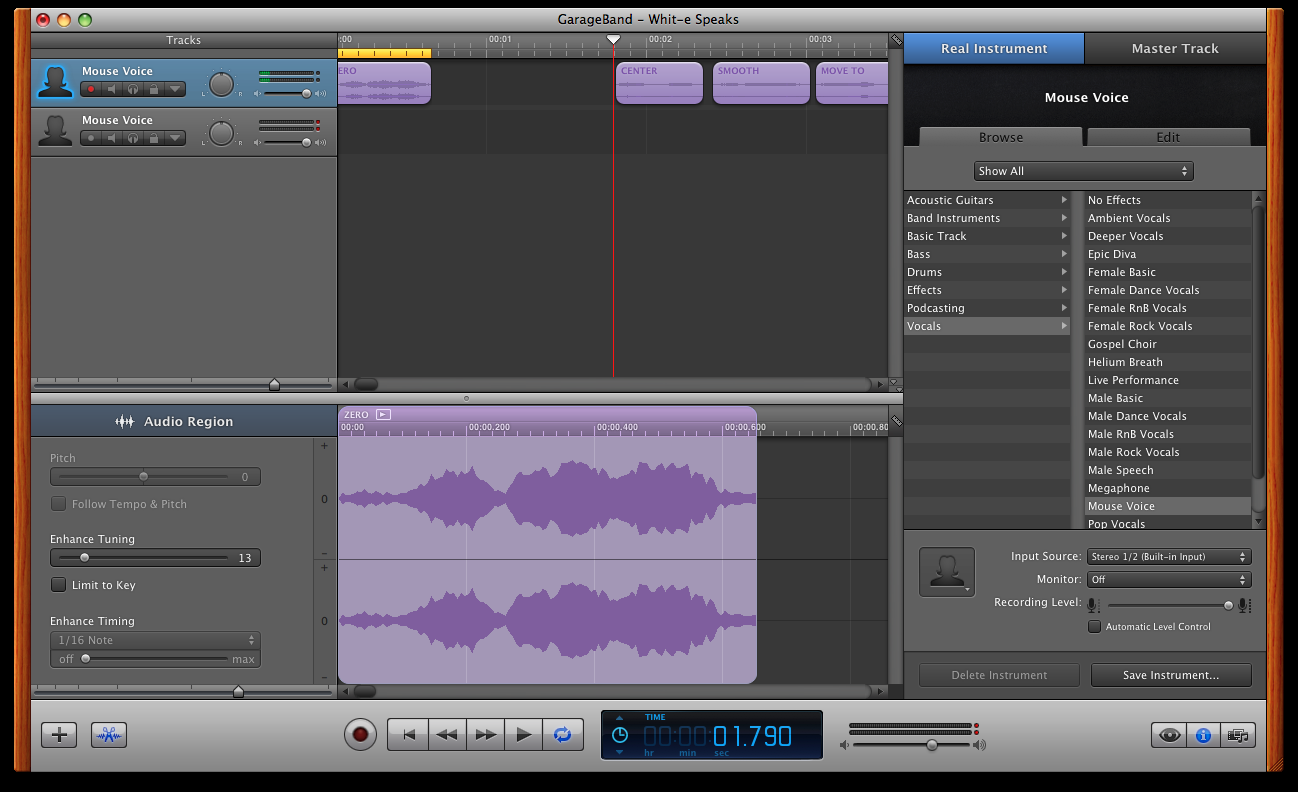 GarageBand – Whit-e Speaks
Tracks
Mouse Voice
L R
Mouse Voice
L R
:00 00:01 00:02 00:03
ERO CENTER SMOOTH MOVE TO
Audio Region
Pitch
0
Follow Tempo & Pitch
Enhance Tuning
13
Limit to Key
Enhance Timing
1/16 Note
off max
+
0
–
+
0
–
ZERO
00:00 00:00.200 00:00.400 00:00.600 00:00.80
Real Instrument Master Track
Mouse Voice
Browse Edit
Show All
Acoustic Guitars
Band Instruments
Basic Track
Bass
Drums
Effects
Podcasting
Vocals
No Effects
Ambient Vocals
Deeper Vocals
Epic Diva
Female Basic
Female Dance Vocals
Female RnB Vocals
Female Rock Vocals
Gospel Choir
Helium Breath
Live Performance
Male Basic
Male Dance Vocals
Male RnB Vocals
Male Rock Vocals
Male Speech
Megaphone
Mouse Voice
Pop Vocals
Input Source: Stereo 1/2 (Built-in Input)
Monitor: Off
Recording Level:
Automatic Level Control
Delete Instrument Save Instrument...
TIME
00:00:01.790
hr min sec